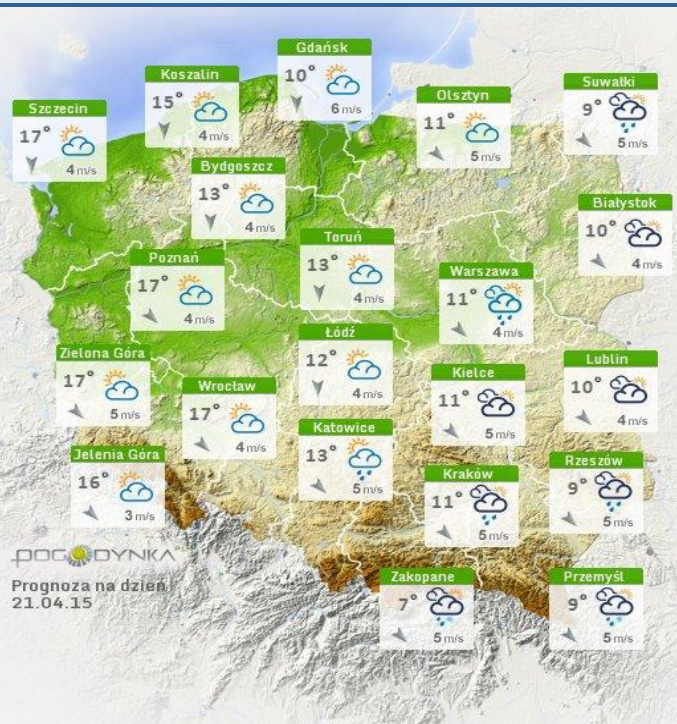 Gdańsk
10°
6 m/s
Koszalin
15°
4 m/s
Szczecin
17°
4 m/s
Olsztyn
11°
5 m/s
Suwałki
9°
5 m/s
Bydgoszcz
13°
4 m/s
Białystok
10°
4 m/s
Toruń
13°
4 m/s
Poznań
17°
4 m/s
Warszawa
11°
4 m/s
Łódź
12°
4 m/s
Zielona Góra
17°
5 m/s
Wrocław
17°
4 m/s
Kielce
11°
5 m/s
Lublin
10°
4 m/s
Katowice
13°
5 m/s
Jelenia Góra
16°
3 m/s
Kraków
11°
5 m/s
Rzeszów
9°
5 m/s
POGODYNKA
Prognoza na dzień
21.04.15
Zakopane
7°
5 m/s
Przemyśl
9°
5 m/s